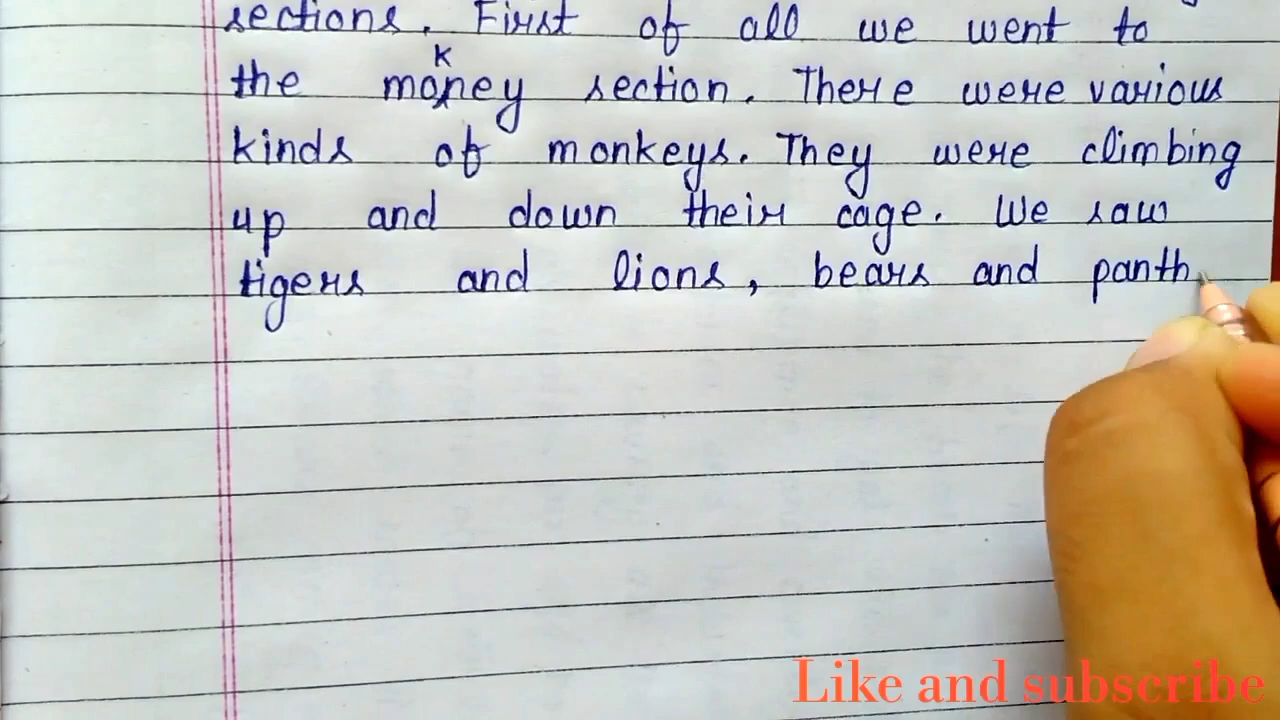 sections. First of all we went to
k
the money section. There were various
kinds of monkeys. They were climbing
up and down their cage. We saw
tigers and lions, bears and panth
Like and subscribe